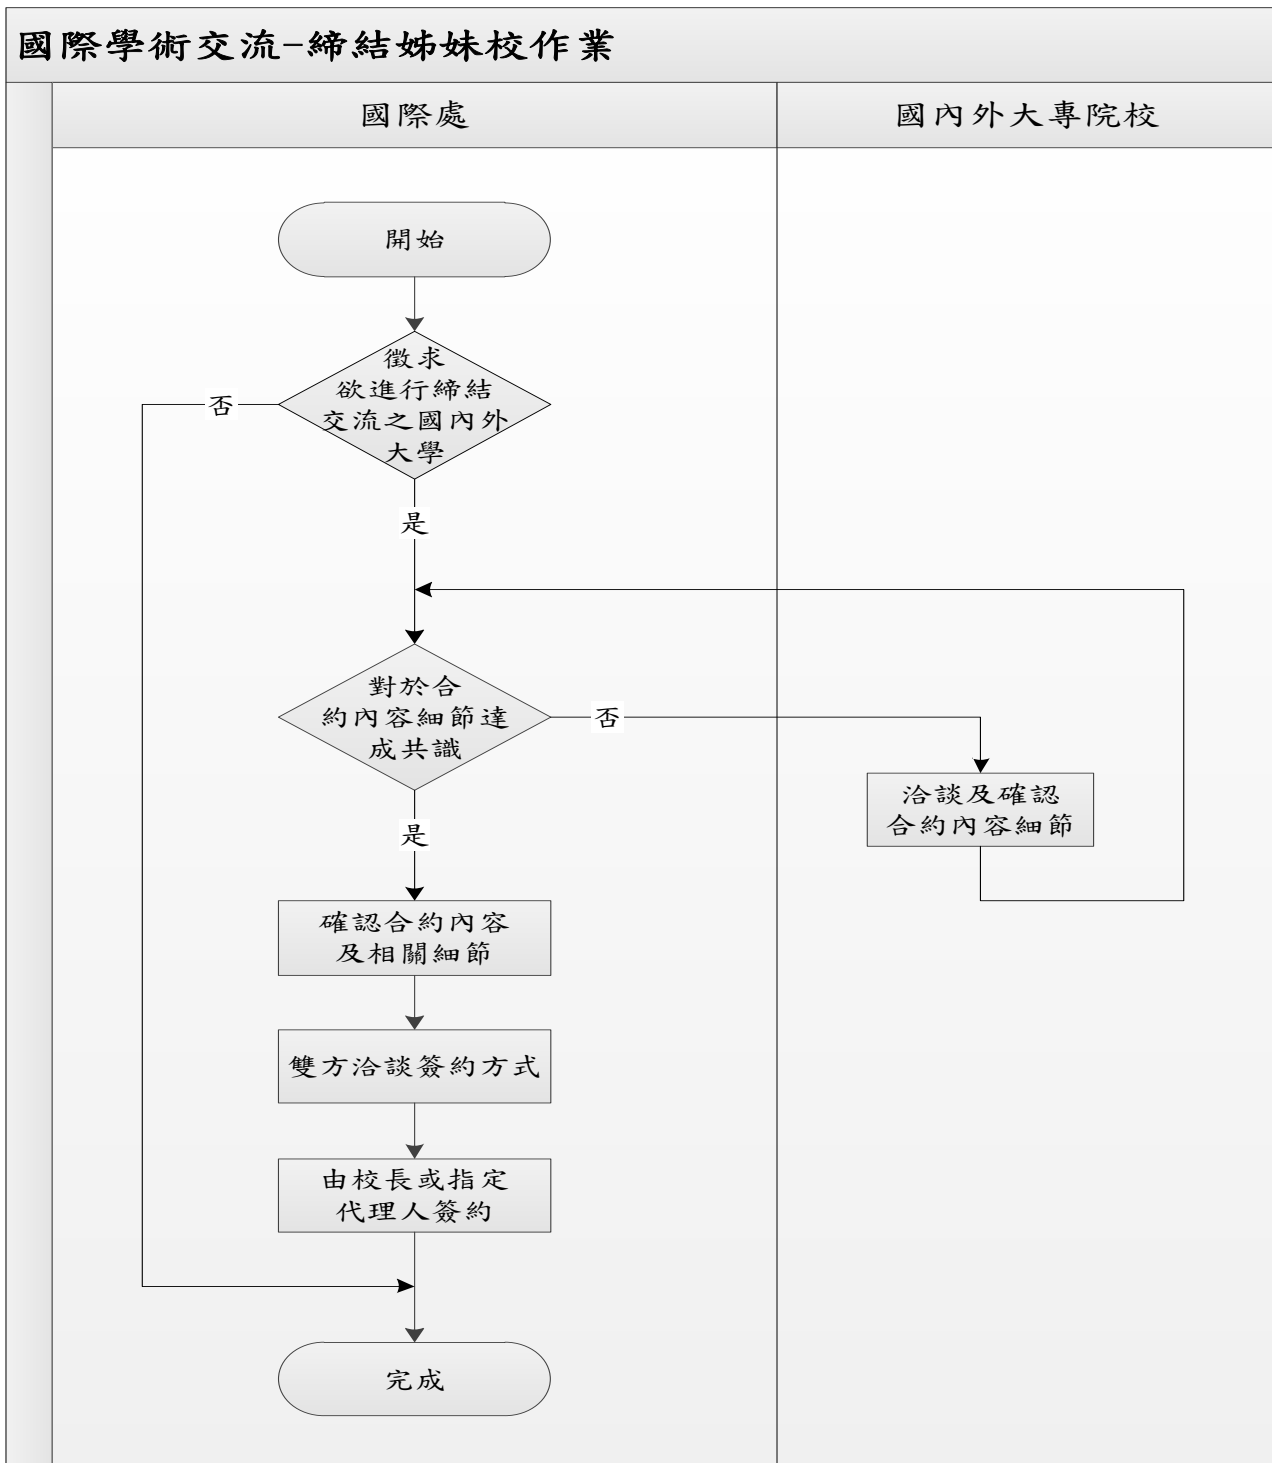 國際學術交流-締結姊妹校作業
國際處
國內外大專院校
開始
徵求
欲進行締結
交流之國內外
大學
否
是
對於合
約內容細節達
成共識
否
洽談及確認
合約內容細節
是
確認合約內容
及相關細節
雙方洽談簽約方式
由校長或指定
代理人簽約
完成